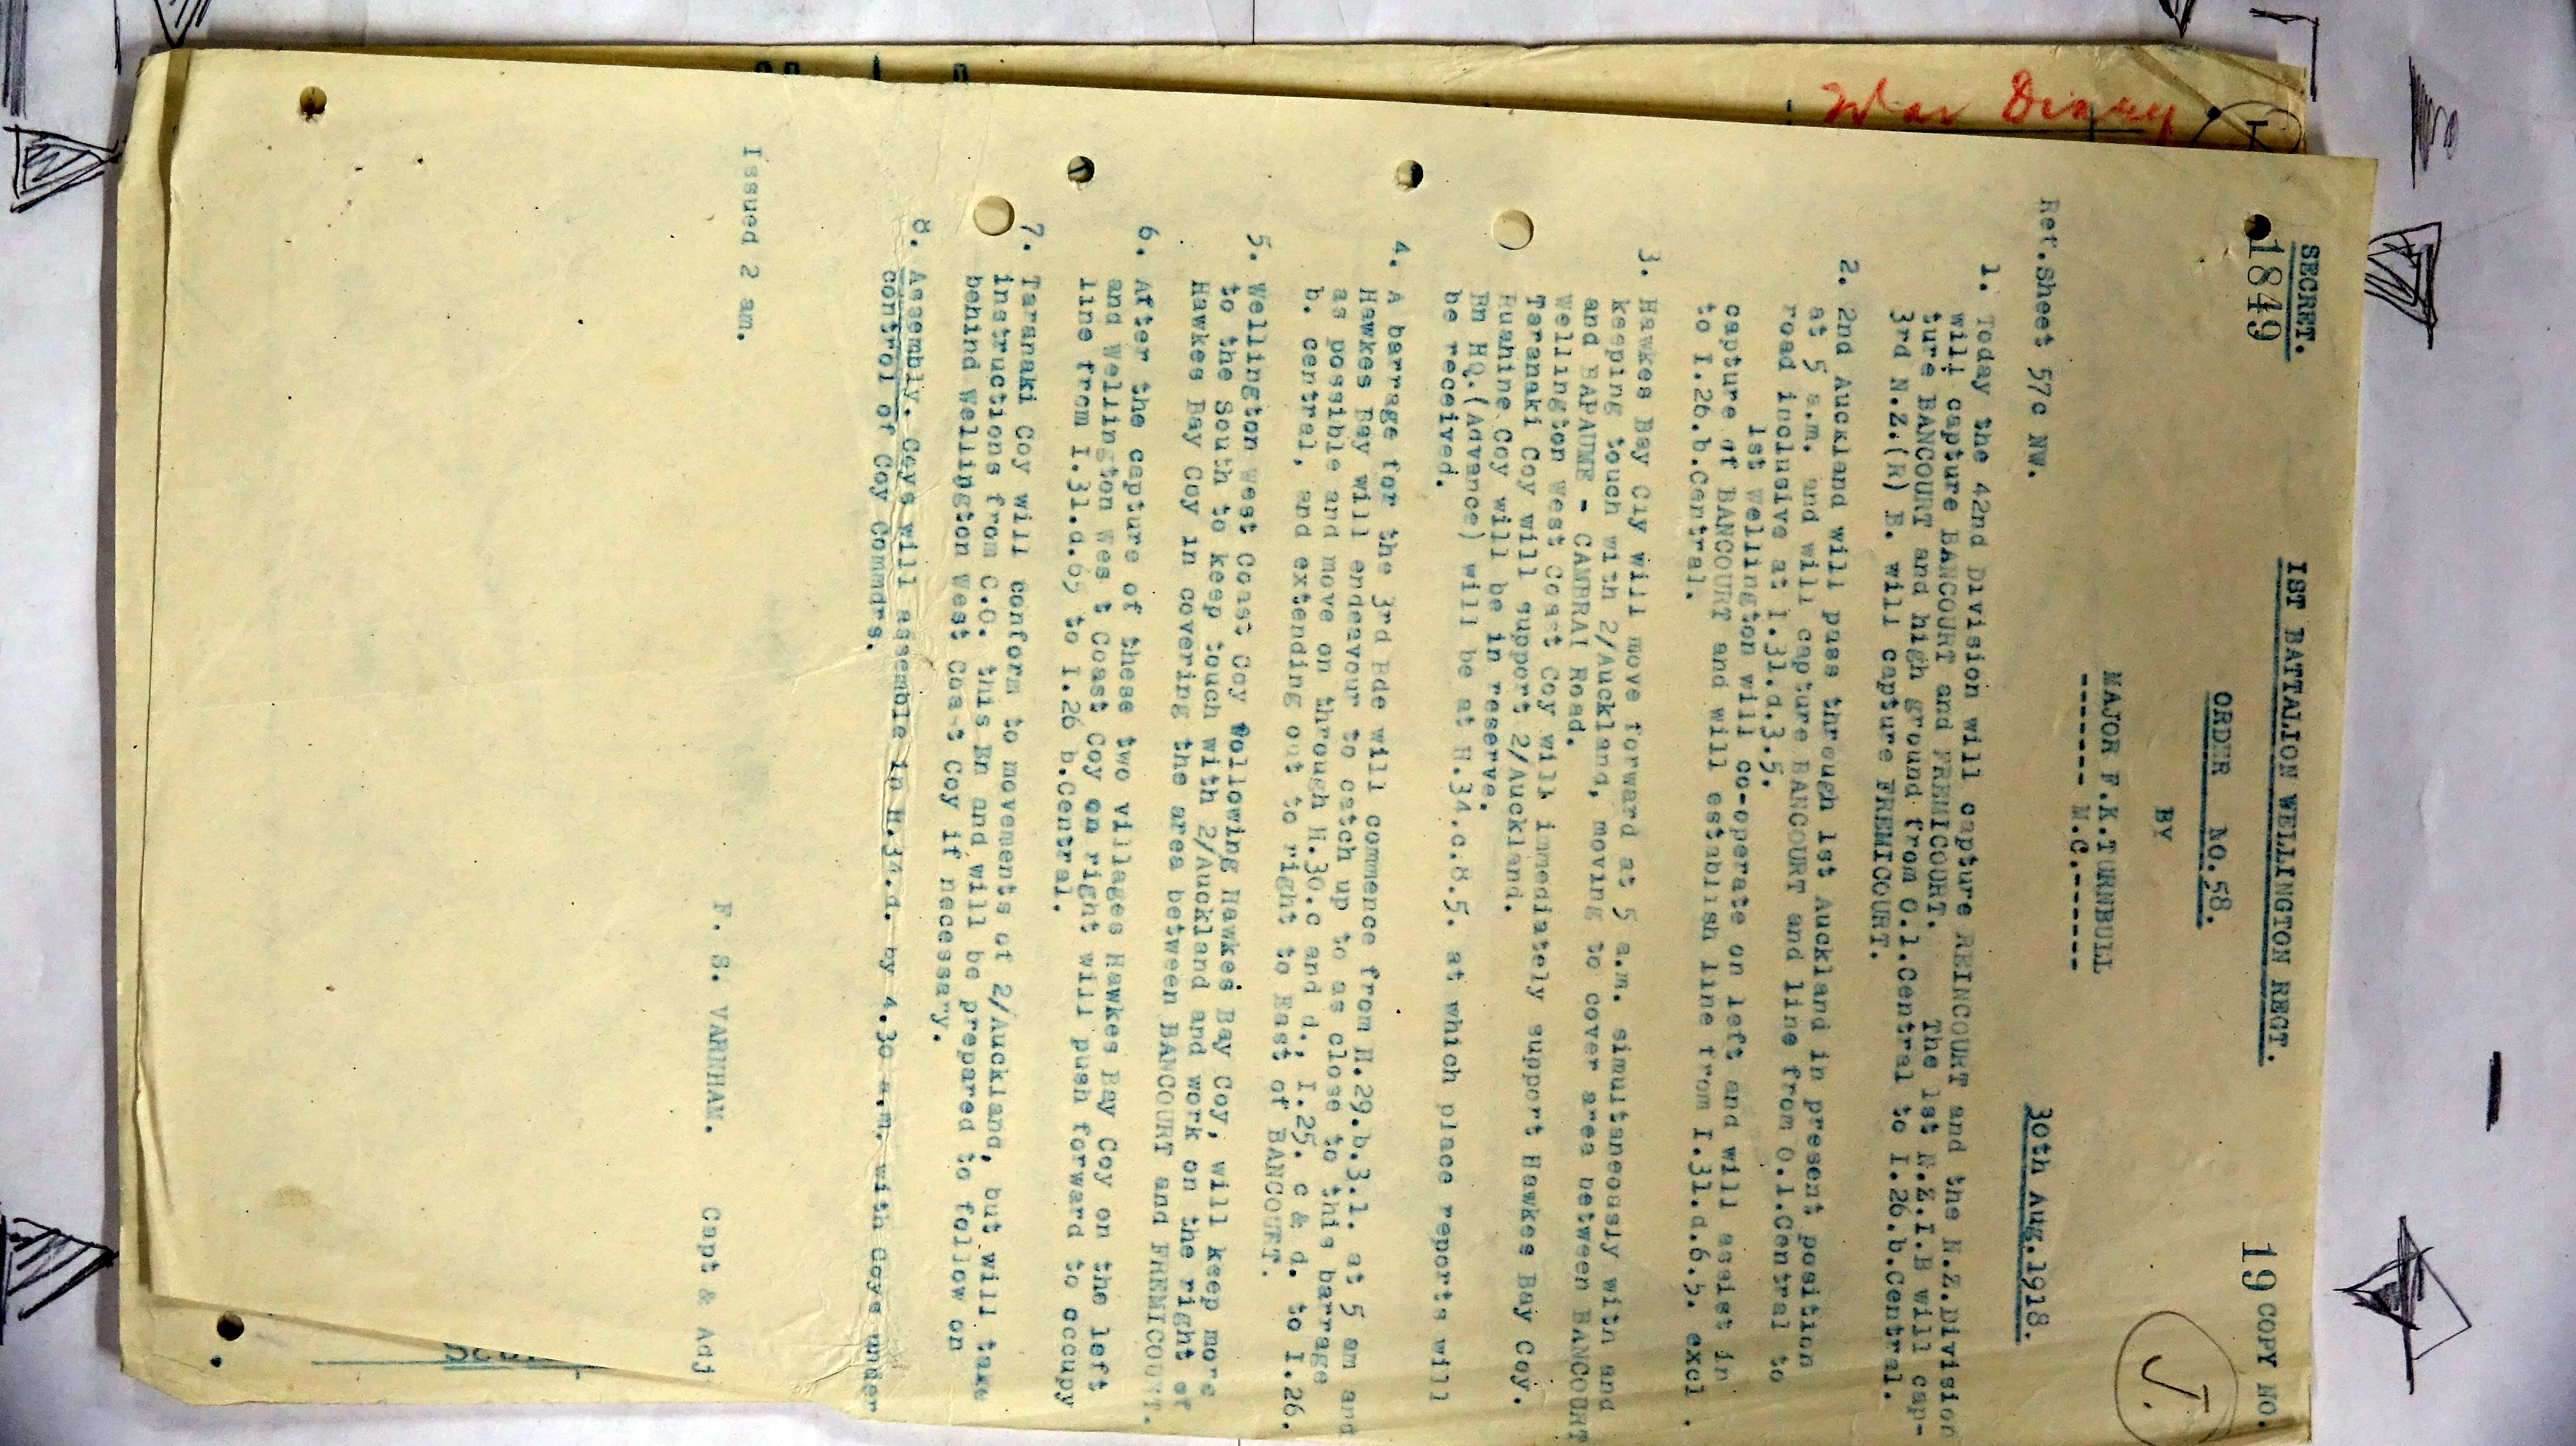 War Diary
SECRET.
1849
19 COPY NO.
1ST BATTALION WELLINGTON REGT.
ORDER NO.58.
J.
BY
MAJOR F.K.TURNBULL
------ M.C.-------
Ref.Sheet 57c NW.
30th Aug.1918.
1. Today the 42nd Division will capture REINCOURT and the N.Z.Division
will capture BANCOURT and FREMICOURT. The 1st N.Z.I.B will cap-
ture BANCOURT and high ground from O.1.Central to I.26.b.Central.
3rd N.Z.(R) B. will capture FREMICOURT.
2. 2nd Auckland will pass through 1st Auckland in present position
at 5 a.m. and will capture BANCOURT and line from O.1.Central to
road inclusive at I.31.d.3.5.
1st Wellington will co-operate on left and will assist in
capture of BANCOURT and will establish line from I.31.d.6.5. excl .
to I.26.b.Central.
3. Hawkes Bay Cly will move forward at 5 a.m. simultaneously with and
keeping touch with 2/Auckland, moving to cover area between BANCOURT
and BAPAUME - CAMBRAI Road.
Wellington West Coast Coy will immediately support Hawkes Bay Coy.
Taranaki Coy will support 2/Auckland.
Ruahine Coy will be in reserve.
Bn HQ.(Advance) will be at H.34.c.8.5. at which place reports will
be received.
4. A barrage for the 3rd Bde will commence from H.29.b.3.1. at 5 am and
Hawkes Bay will endeavour to catch up to as close to this barrage
as possible and move on through H.30.c and d., I.25. c & d. to I.26.
b. central, and extending out to right to East of BANCOURT.
5. Wellington West Coast Coy following Hawkes Bay Coy, will keep more
to the South to keep touch with 2/Auckland and work on the right of
Hawkes Bay Coy in covering the area between BANCOURT and FREMICOURT.
6. After the capture of these two villages Hawkes Bay Coy on the left
and Wellington West Coast Coy on right will push forward to occupy
line from I.31.d.65 to I.26 b.Central.
7. Taranaki Coy will conform to movements of 2/Auckland, but will take
instructions from C.O. this Bn and will be prepared to follow on
behind Wellington West Coast Coy if necessary.
8. Assembly. Coys will assemble in H.34.d. by 4.30 a.m. with Coys under
control of Coy Commdrs.
F. S. VARNHAM. Capt & Adj
Issued 2 am.